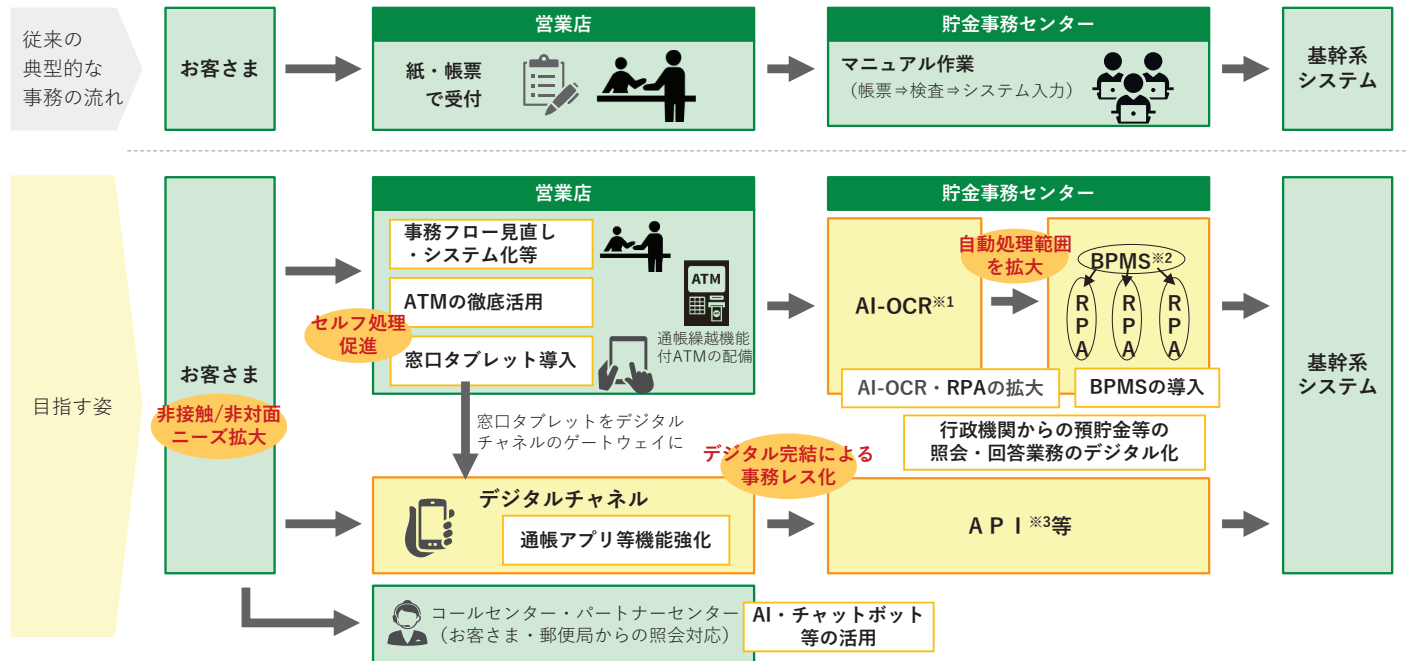 従来の
典型的な
事務の流れ
お客さま
営業店
紙・帳票
で受付
貯金事務センター
マニュアル作業
（帳票⇒検査⇒システム入力）
基幹系
システム
目指す姿
お客さま
非接触/非対面
ニーズ拡大
営業店
事務フロー見直し
・システム化等
ATMの徹底活用
セルフ処理
促進
窓口タブレット導入
ATM
通帳繰越機能
付ATMの配備
窓口タブレットをデジタル
チャネルのゲートウェイに
貯金事務センター
AI-OCR※1
自動処理範囲
を拡大
BPMS※2
RPA
RPA
RPA
AI-OCR・RPAの拡大
BPMSの導入
行政機関からの預貯金等の
照会・回答業務のデジタル化
デジタルチャネル
通帳アプリ等機能強化
デジタル完結による
事務レス化
ＡＰＩ※3等
基幹系
システム
コールセンター・パートナーセンター
（お客さま・郵便局からの照会対応）
AI・チャットボット
等の活用